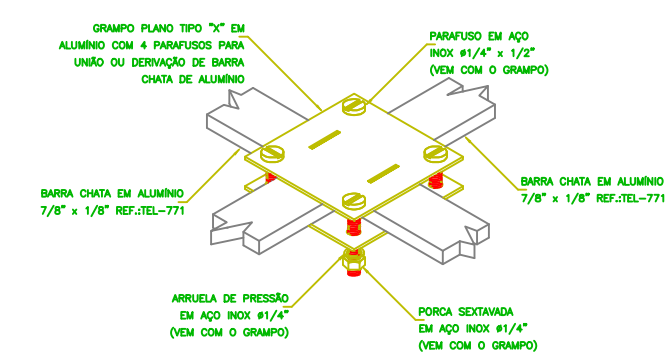 GRAMPO PLANO TIPO "X" EM
ALUMÍNIO COM 4 PARAFUSOS PARA
UNIÃO OU DERIVAÇÃO DE BARRA
CHATA DE ALUMÍNIO
PARAFUSO EM AÇO
INOX ø1/4" x 1/2"
(VEM COM O GRAMPO)
BARRA CHATA EM ALUMÍNIO
7/8" x 1/8" REF.:TEL-771
BARRA CHATA EM ALUMÍNIO
7/8" x 1/8" REF.:TEL-771
ARRUELA DE PRESSÃO
EM AÇO INOX ø1/4"
(VEM COM O GRAMPO)
PORCA SEXTAVADA
EM AÇO INOX ø1/4"
(VEM COM O GRAMPO)